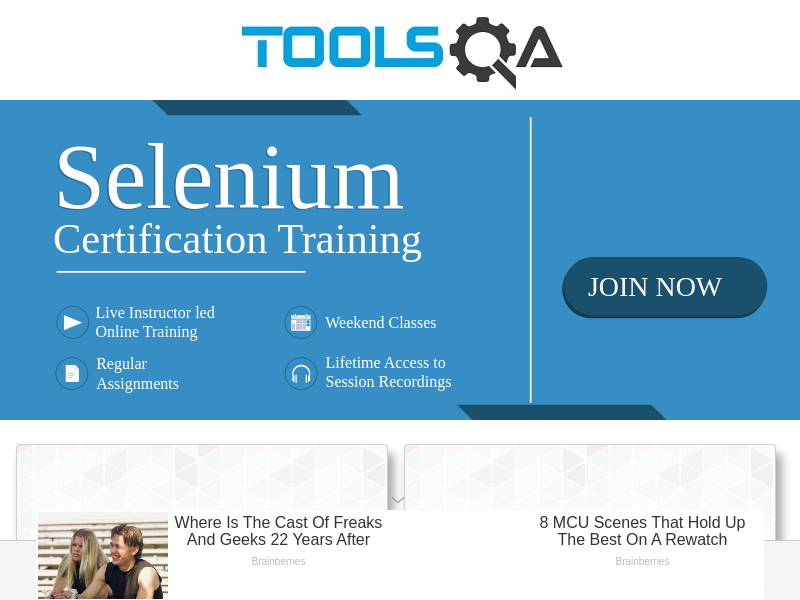 TOOLSQA
Selenium
Certification Training
JOIN NOW
Live Instructor led
Online Training
Weekend Classes
Regular
Assignments
Lifetime Access to
Session Recordings
Where Is The Cast Of Freaks
And Geeks 22 Years After
Brainberries
8 MCU Scenes That Hold Up
The Best On A Rewatch
Brainberries